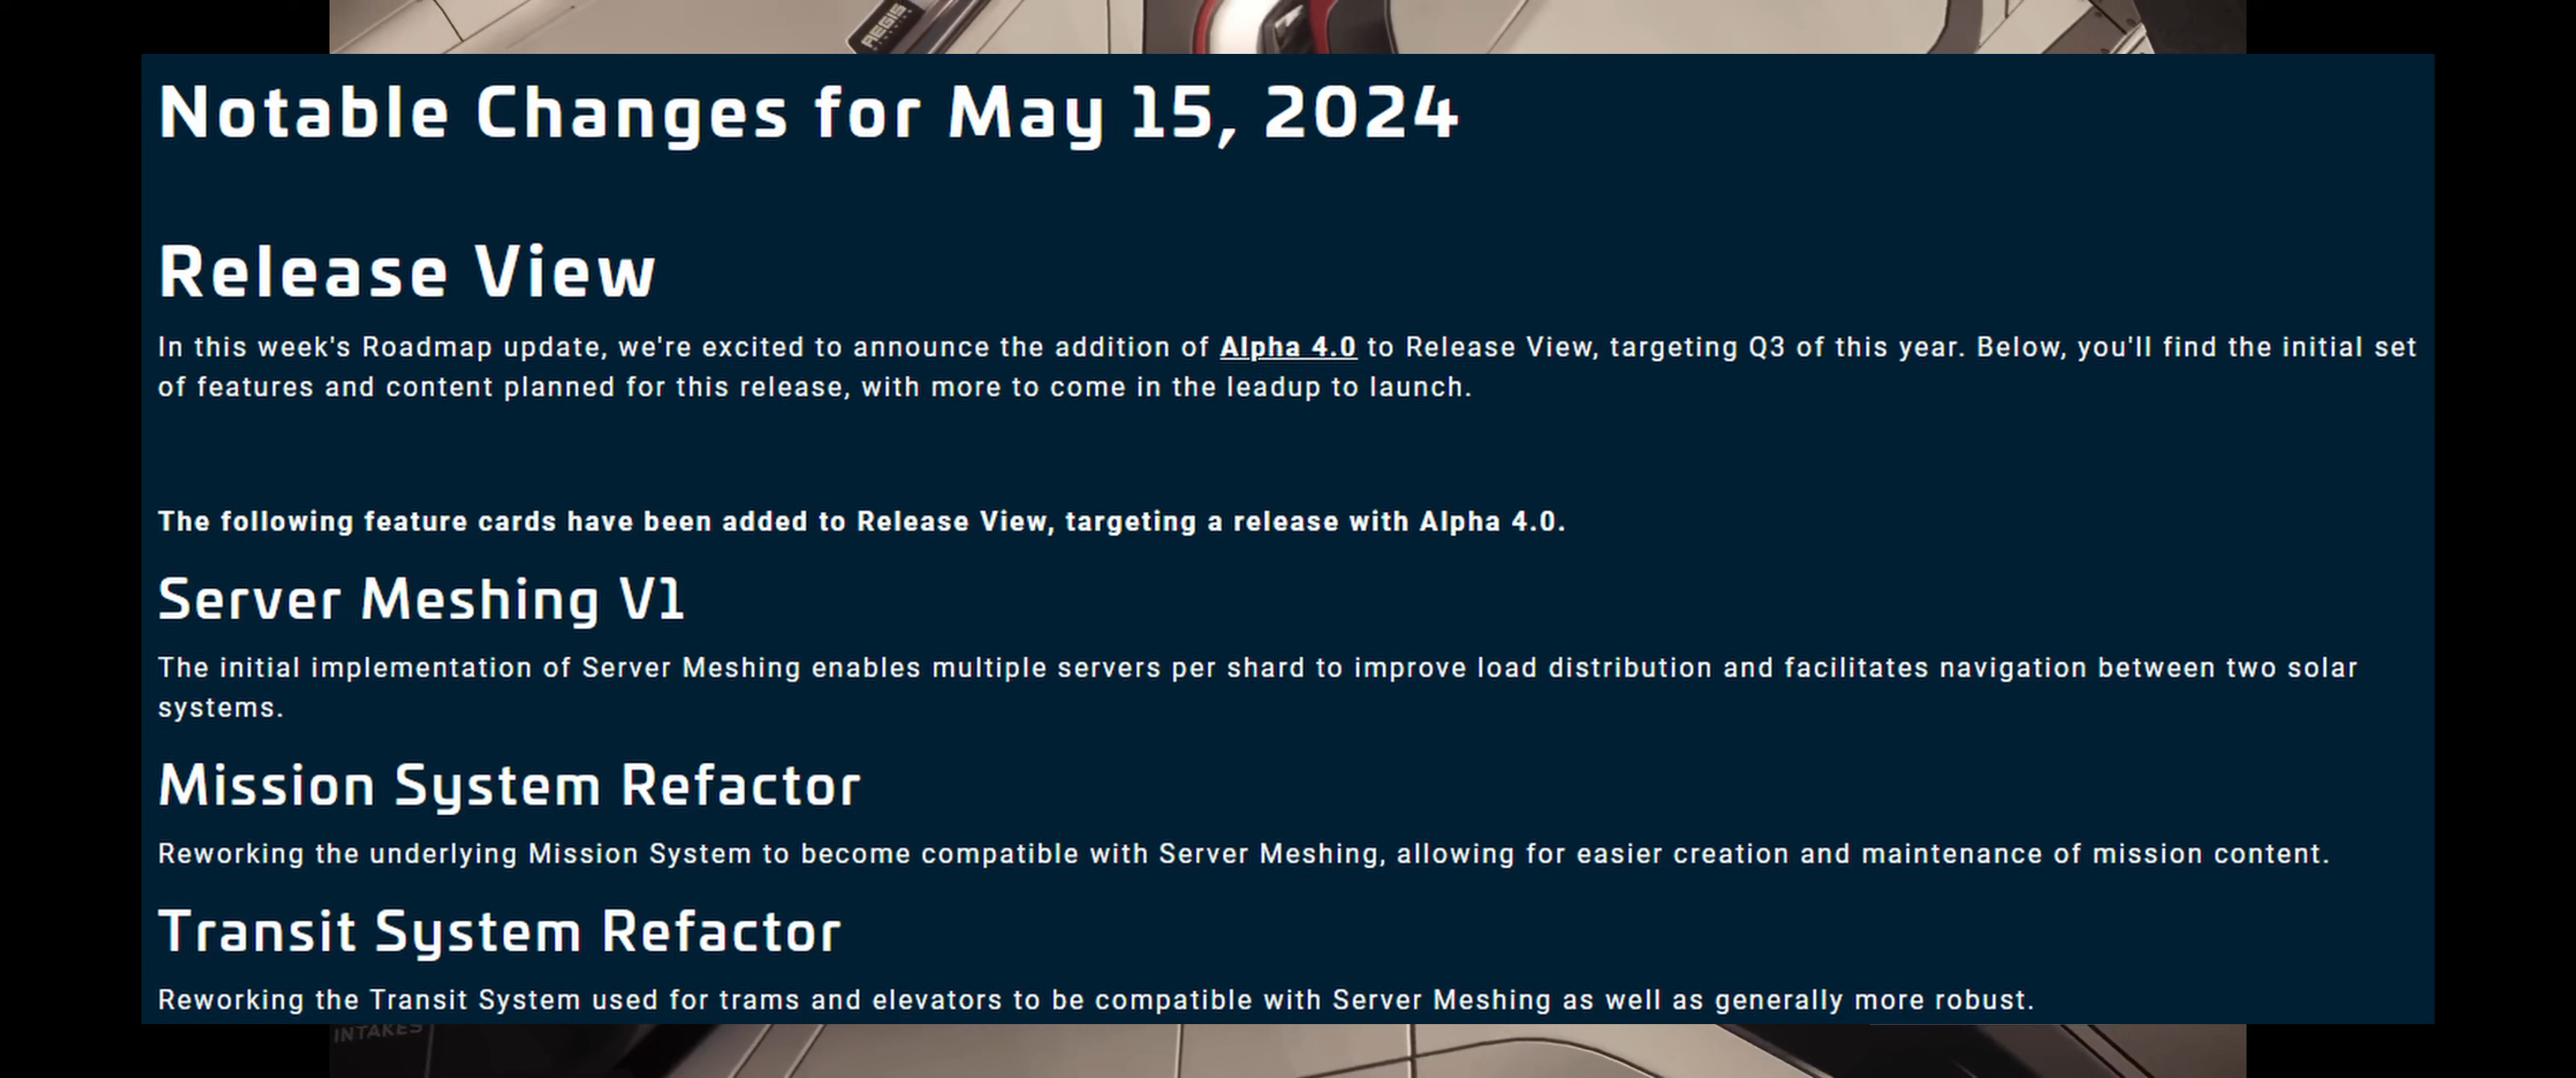 AEGIS
Notable Changes for May 15, 2024
Release View
In this week's Roadmap update, we're excited to announce the addition of Alpha 4.0 to Release View, targeting Q3 of this year. Below, you'll find the initial set
of features and content planned for this release, with more to come in the leadup to launch.
The following feature cards have been added to Release View, targeting a release with Alpha 4.0.
Server Meshing V1
The initial implementation of Server Meshing enables multiple servers per shard to improve load distribution and facilitates navigation between two solar
systems.
Mission System Refactor
Reworking the underlying Mission System to become compatible with Server Meshing, allowing for easier creation and maintenance of mission content.
Transit System Refactor
Reworking the Transit System used for trams and elevators to be compatible with Server Meshing as well as generally more robust.
INTAKES